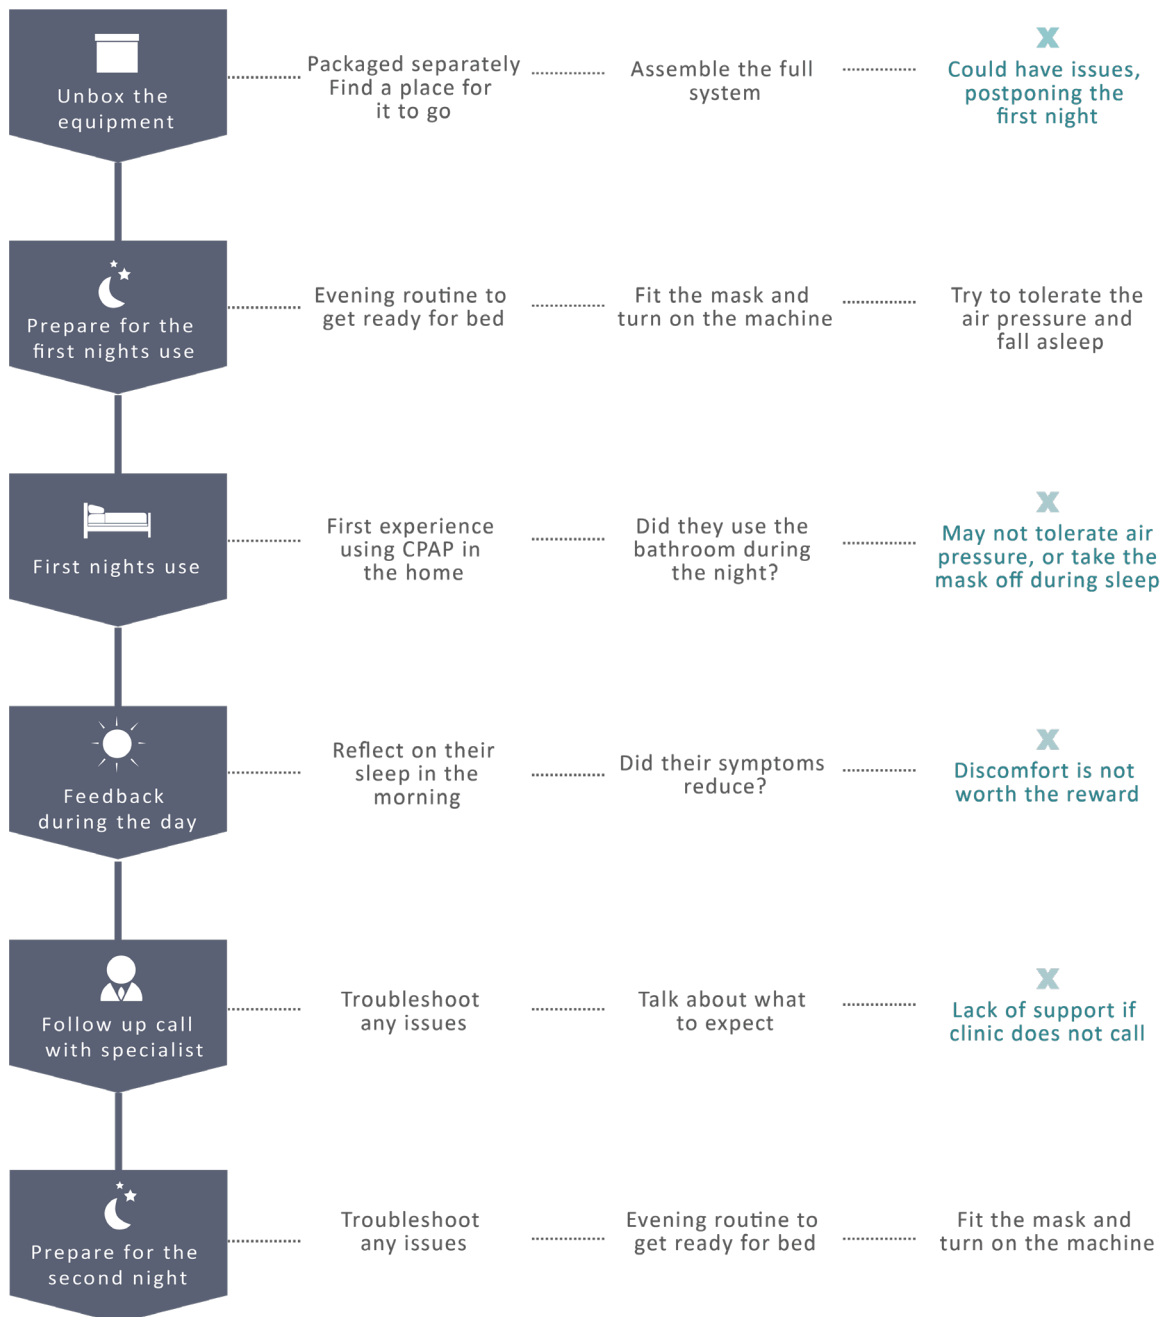 Unbox the
equipment
Packaged separately
Find a place for
it to go
Assemble the full
system
X
Could have issues,
postponing the
first night
Prepare for the
first nights use
Evening routine to
get ready for bed
Fit the mask and
turn on the machine
Try to tolerate the
air pressure and
fall asleep
First nights use
First experience
using CPAP in
the home
Did they use the
bathroom during
the night?
X
May not tolerate air
pressure, or take the
mask off during sleep
Feedback
during the day
Reflect on their
sleep in the
morning
Did their symptoms
reduce?
X
Discomfort is not
worth the reward
Follow up call
with specialist
Troubleshoot
any issues
Talk about what
to expect
X
Lack of support if
clinic does not call
Prepare for the
second night
Troubleshoot
any issues
Evening routine to
get ready for bed
Fit the mask and
turn on the machine